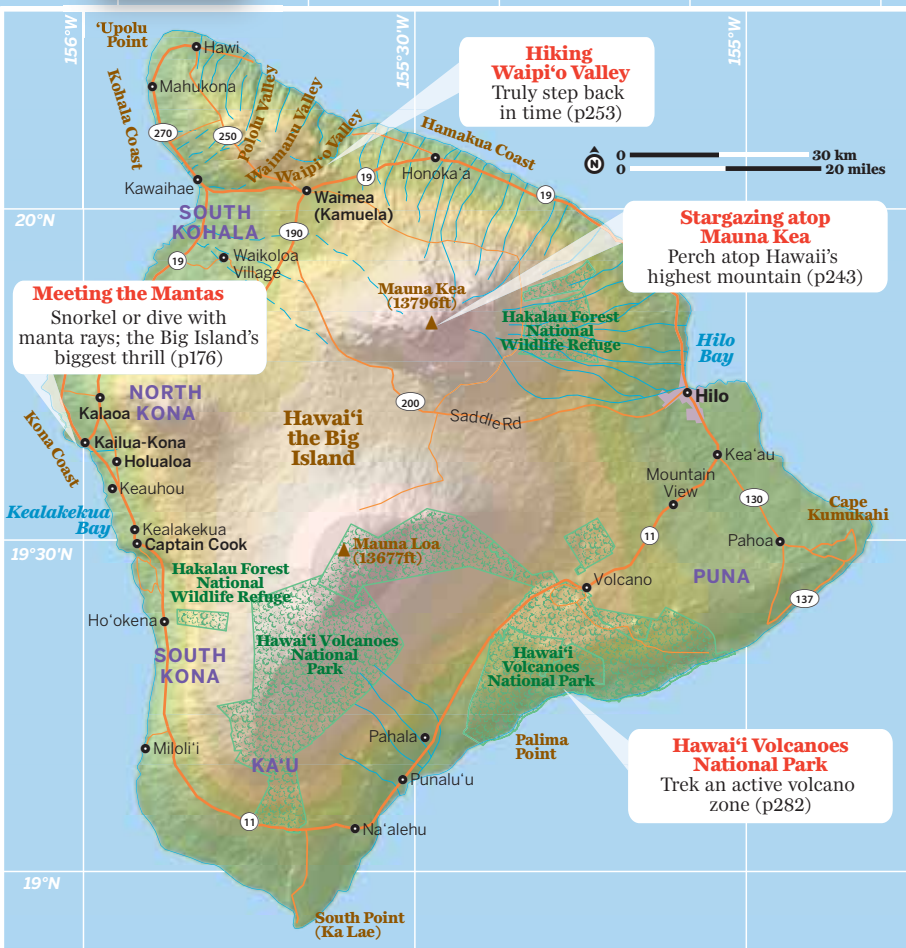 156°W
155°30'W
155°W
‘Upolu
Point
Hawi
Mahukona
Kohala Coast
270
250
Pololu Valley
Waimanu Valley
Waipi‘o Valley
Hiking
Waipi‘o Valley
Truly step back
in time (p253)
Hamakua Coast
N
0 30 km
0 20 miles
Kawaihae
19
Honoka‘a
19
Waimea
(Kamuela)
20°N
SOUTH
KOHALA
190
19
Waikoloa
Village
Stargazing atop
Mauna Kea
Perch atop Hawaii’s
highest mountain (p243)
Meeting the Mantas
Snorkel or dive with
manta rays; the Big Island’s
biggest thrill (p176)
Mauna Kea
(13796ft)
Hakalau Forest
National
Wildlife Refuge
Hilo
Bay
NORTH
KONA
Kalaoa
200
Saddle Rd
Hilo
Hawai‘i
the Big
Island
Kona Coast
Kailua-Kona
Holualoa
Keauhou
Kea‘au
Mountain
View
130
Cape
Kumukahi
Kealakekua
Bay
Kealakekua
Captain Cook
19°30'N
Mauna Loa
(13677ft)
11
Pahoa
Hakalau Forest
National
Wildlife Refuge
Volcano
PUNA
137
Ho‘okena
SOUTH
KONA
Hawai‘i Volcanoes
National
Park
Hawai‘i
Volcanoes
National Park
Pahala
Palima
Point
Hawai‘i Volcanoes
National Park
Trek an active volcano
zone (p282)
Miloli‘i
KA‘U
Punalu‘u
11
Na‘alehu
19°N
South Point
(Ka Lae)